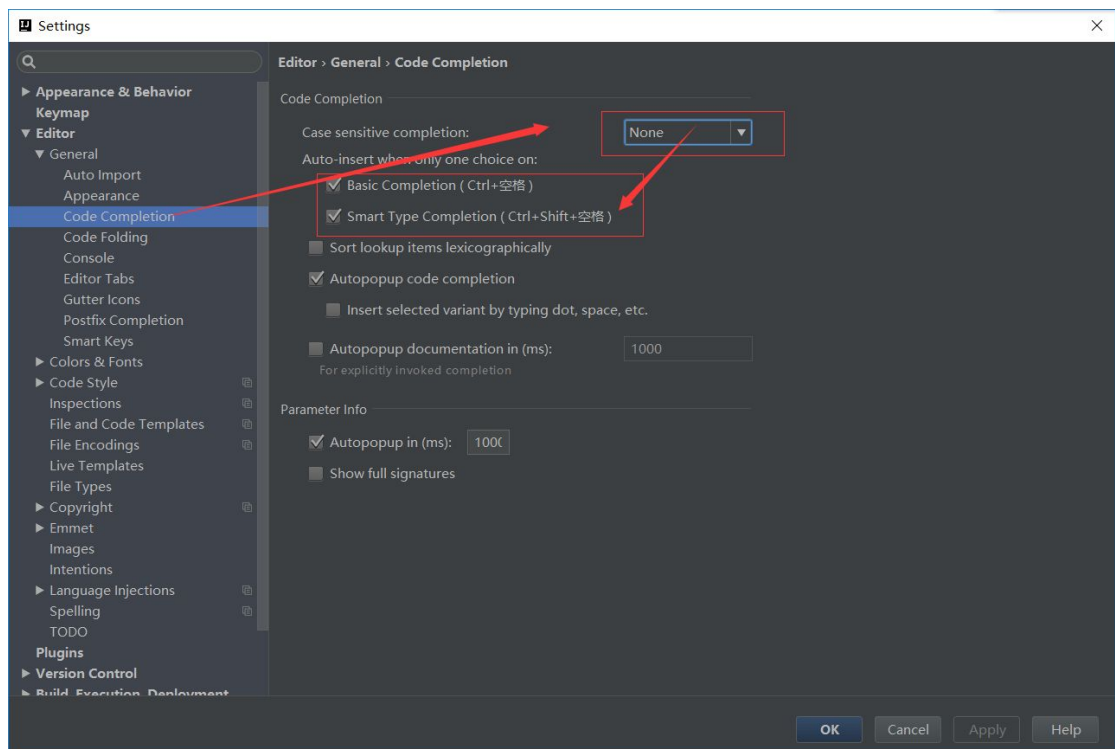 Settings
Appearance & Behavior
Keymap
Editor
General
Auto Import
Appearance
Code Completion
Code Folding
Console
Editor Tabs
Gutter Icons
Postfix Completion
Smart Keys
Colors & Fonts
Code Style
Inspections
File and Code Templates
File Encodings
Live Templates
File Types
Copyright
Emmet
Images
Intentions
Language Injections
Spelling
TODO
Plugins
Version Control
Build, Execution, Deployment
Editor › General › Code Completion
Code Completion
Case sensitive completion: None
Auto-insert when only one choice on:
Basic Completion ( Ctrl+空格 )
Smart Type Completion ( Ctrl+Shift+空格 )
Sort lookup items lexicographically
Autopopup code completion
Insert selected variant by typing dot, space, etc.
Autopopup documentation in (ms): 1000
For explicitly invoked completion
Parameter Info
Autopopup in (ms): 100
Show full signatures
OK Cancel Apply Help